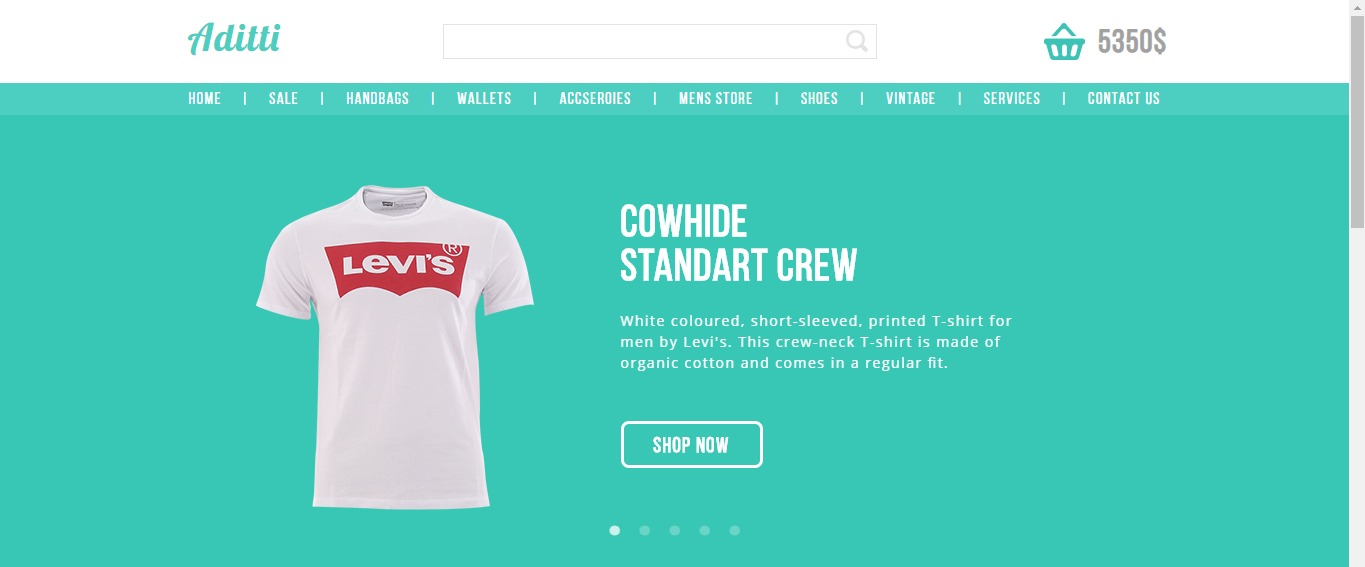 Aditti
5350$
HOME | SALE | HANDBAGS | WALLETS | ACCSEROIES | MENS STORE | SHOES | VINTAGE | SERVICES | CONTACT US
LEVI'S
®
COWHIDE
STANDART CREW
White coloured, short-sleeved, printed T-shirt for
men by Levi's. This crew-neck T-shirt is made of
organic cotton and comes in a regular fit.
SHOP NOW